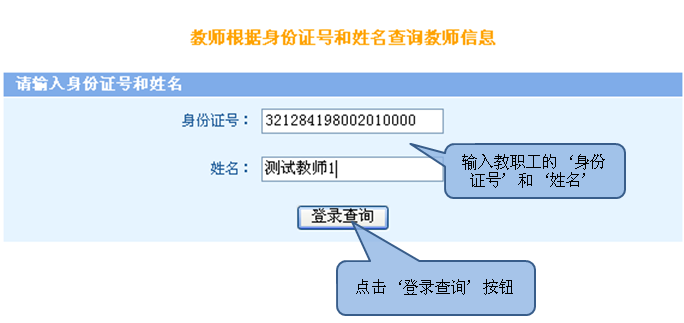 教师根据身份证号和姓名查询教师信息
请输入身份证号和姓名
身份证号： 321284198002010000
姓名： 测试教师1
输入教职工的‘身份
证号’和‘姓名’
登录查询
点击‘登录查询’按钮